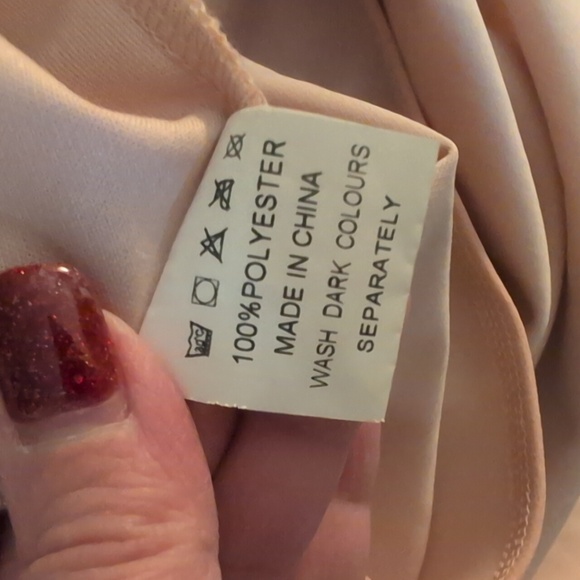 100%POLYESTER
MADE IN CHINA
WASH DARK COLOURS
SEPARATELY